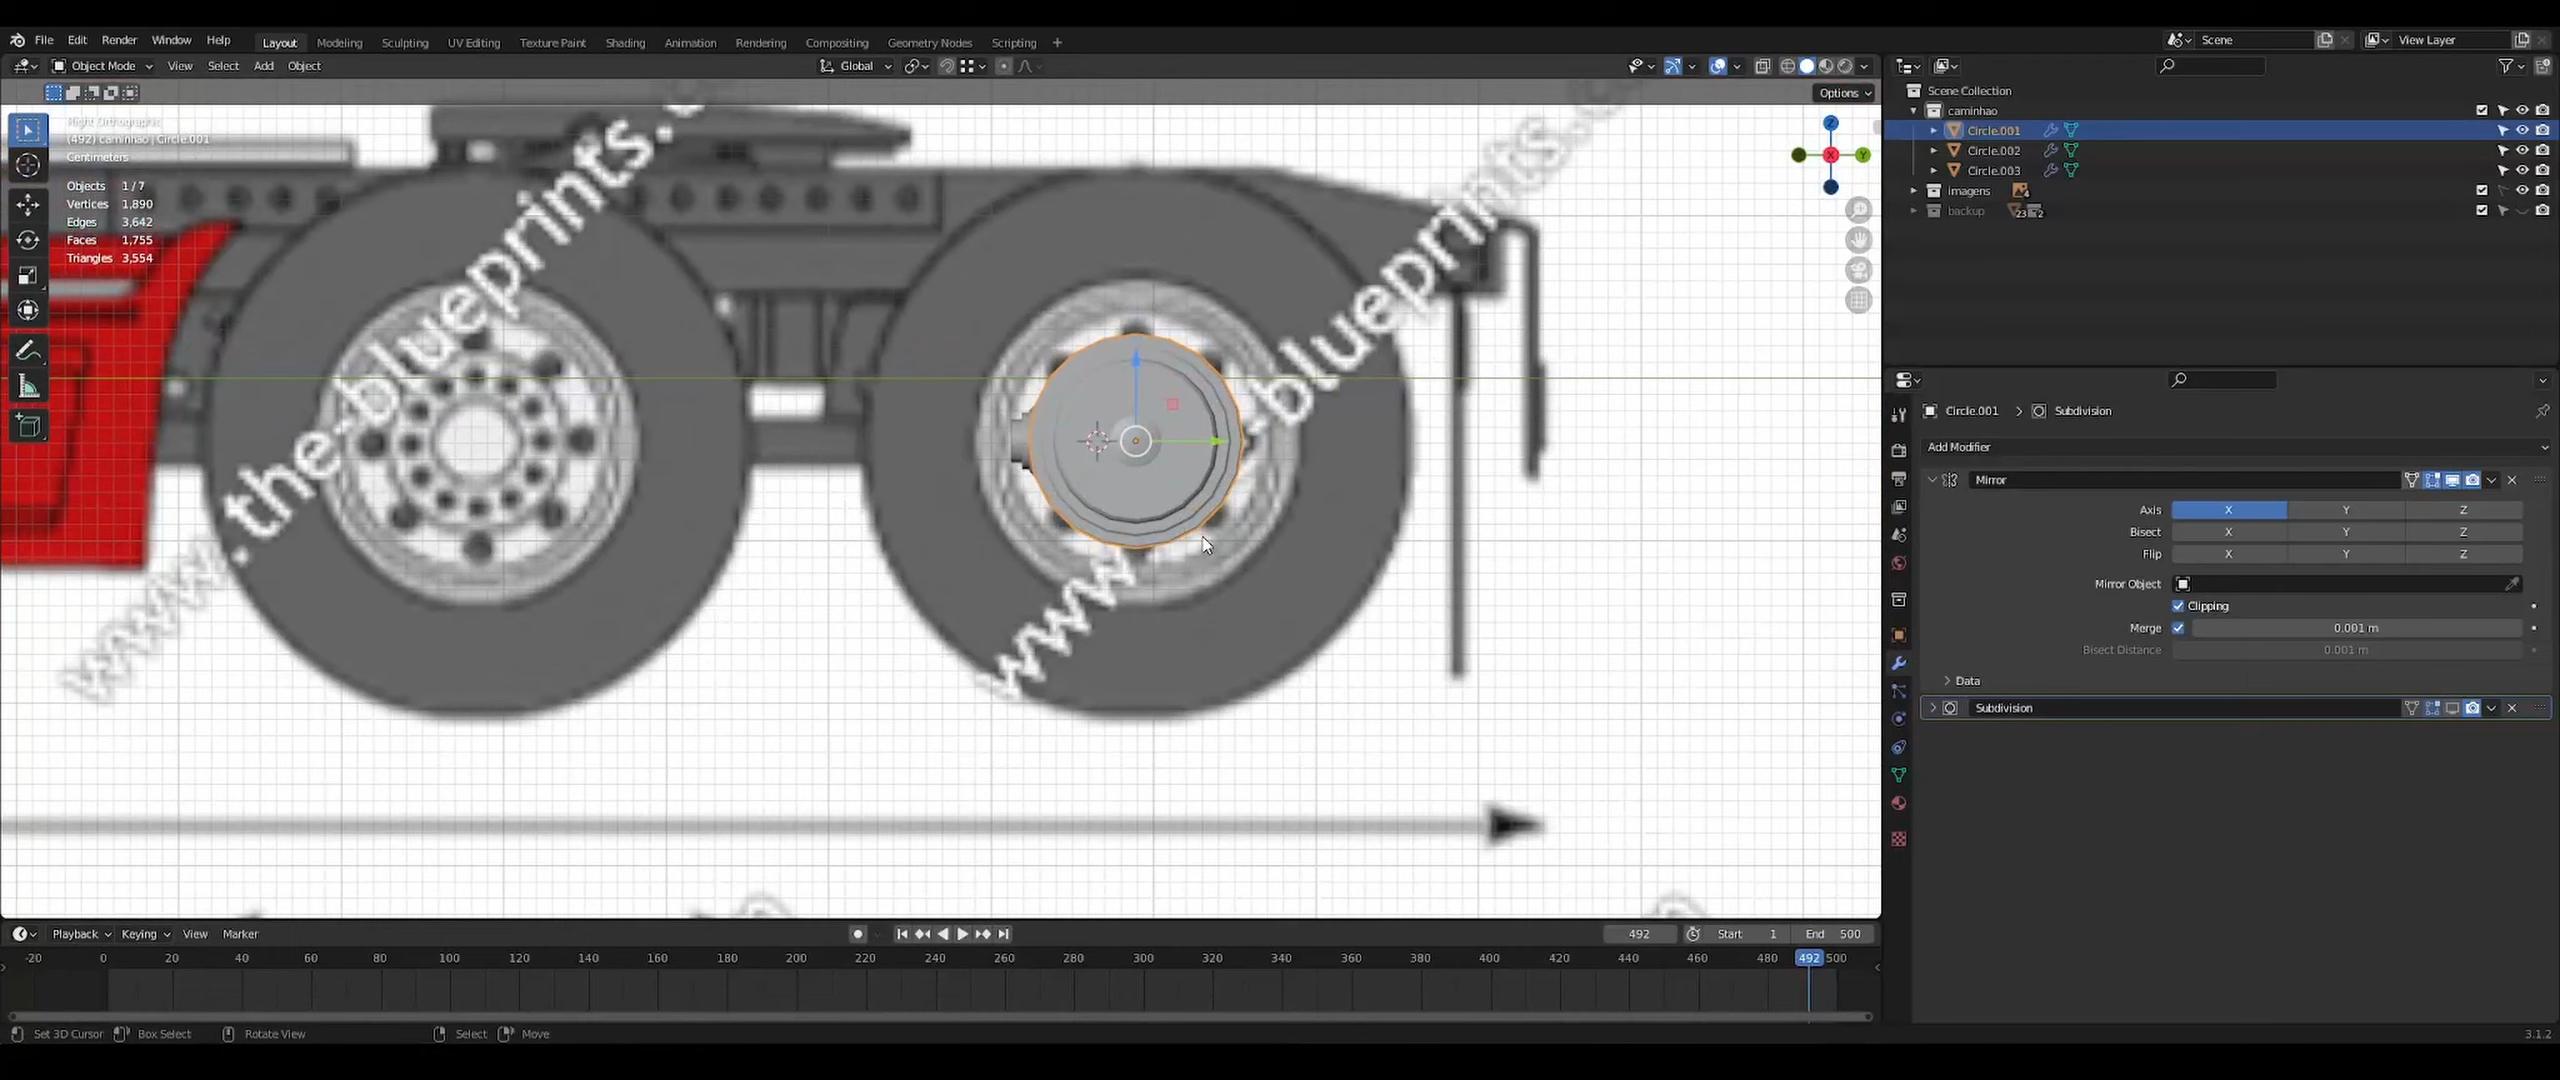 File Edit Render Window Help
Layout Modeling Sculpting UV Editing Texture Paint Shading Animation Rendering Compositing Geometry Nodes Scripting +
Scene
View Layer
Object Mode View Select Add Object
Global
Options
Right Orthographic
(492) caminhao | Circle.001
Centimeters
Objects 1/7
Vertices 1,890
Edges 3,642
Faces 1,755
Triangles 3,554
www.the-blueprints.c
www
-blueprints.c
Z
X
Y
Scene Collection
caminhao
Circle.001
Circle.002
Circle.003
imagens 4
backup 23 2
Circle.001 > Subdivision
Add Modifier
Mirror
Axis X Y Z
Bisect X Y Z
Flip X Y Z
Mirror Object
Clipping
Merge 0.001 m
Bisect Distance 0.001 m
Data
Subdivision
Playback Keying View Marker
492 Start 1 End 500
-20 0 20 40 60 80 100 120 140 160 180 200 220 240 260 280 300 320 340 360 380 400 420 440 460 480 492 500
Set 3D Cursor Box Select Rotate View Select Move
3.1.2